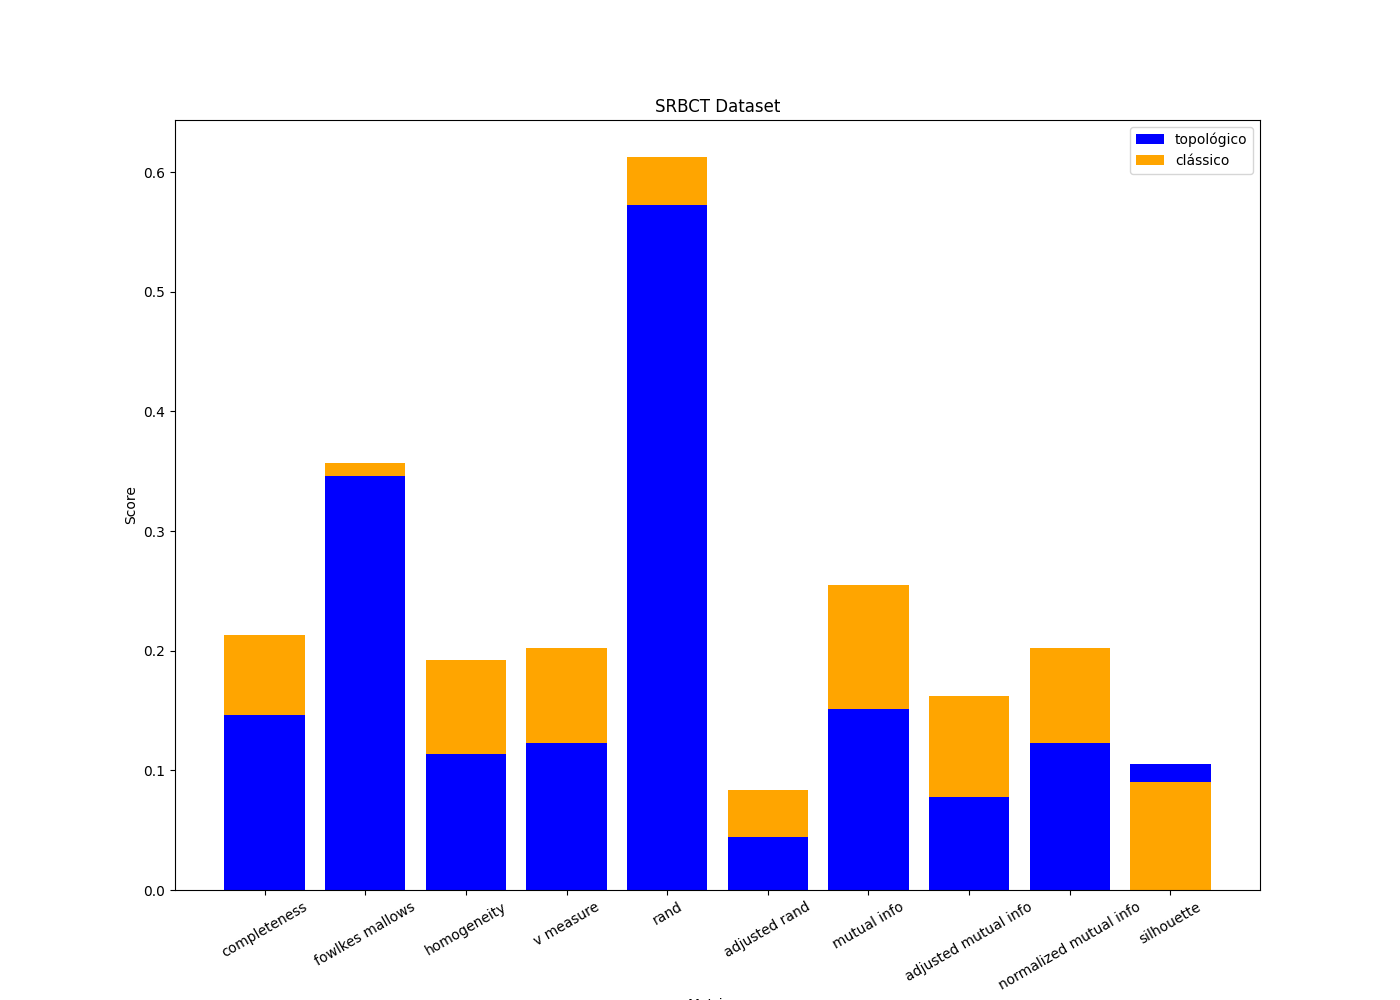 SRBCT Dataset
topológico
clássico
0.6
0.5
0.4
0.3
0.2
0.1
0.0
Score
completeness
fowlkes mallows
homogeneity
v measure
rand
adjusted rand
mutual info
adjusted mutual info
normalized mutual info
silhouette